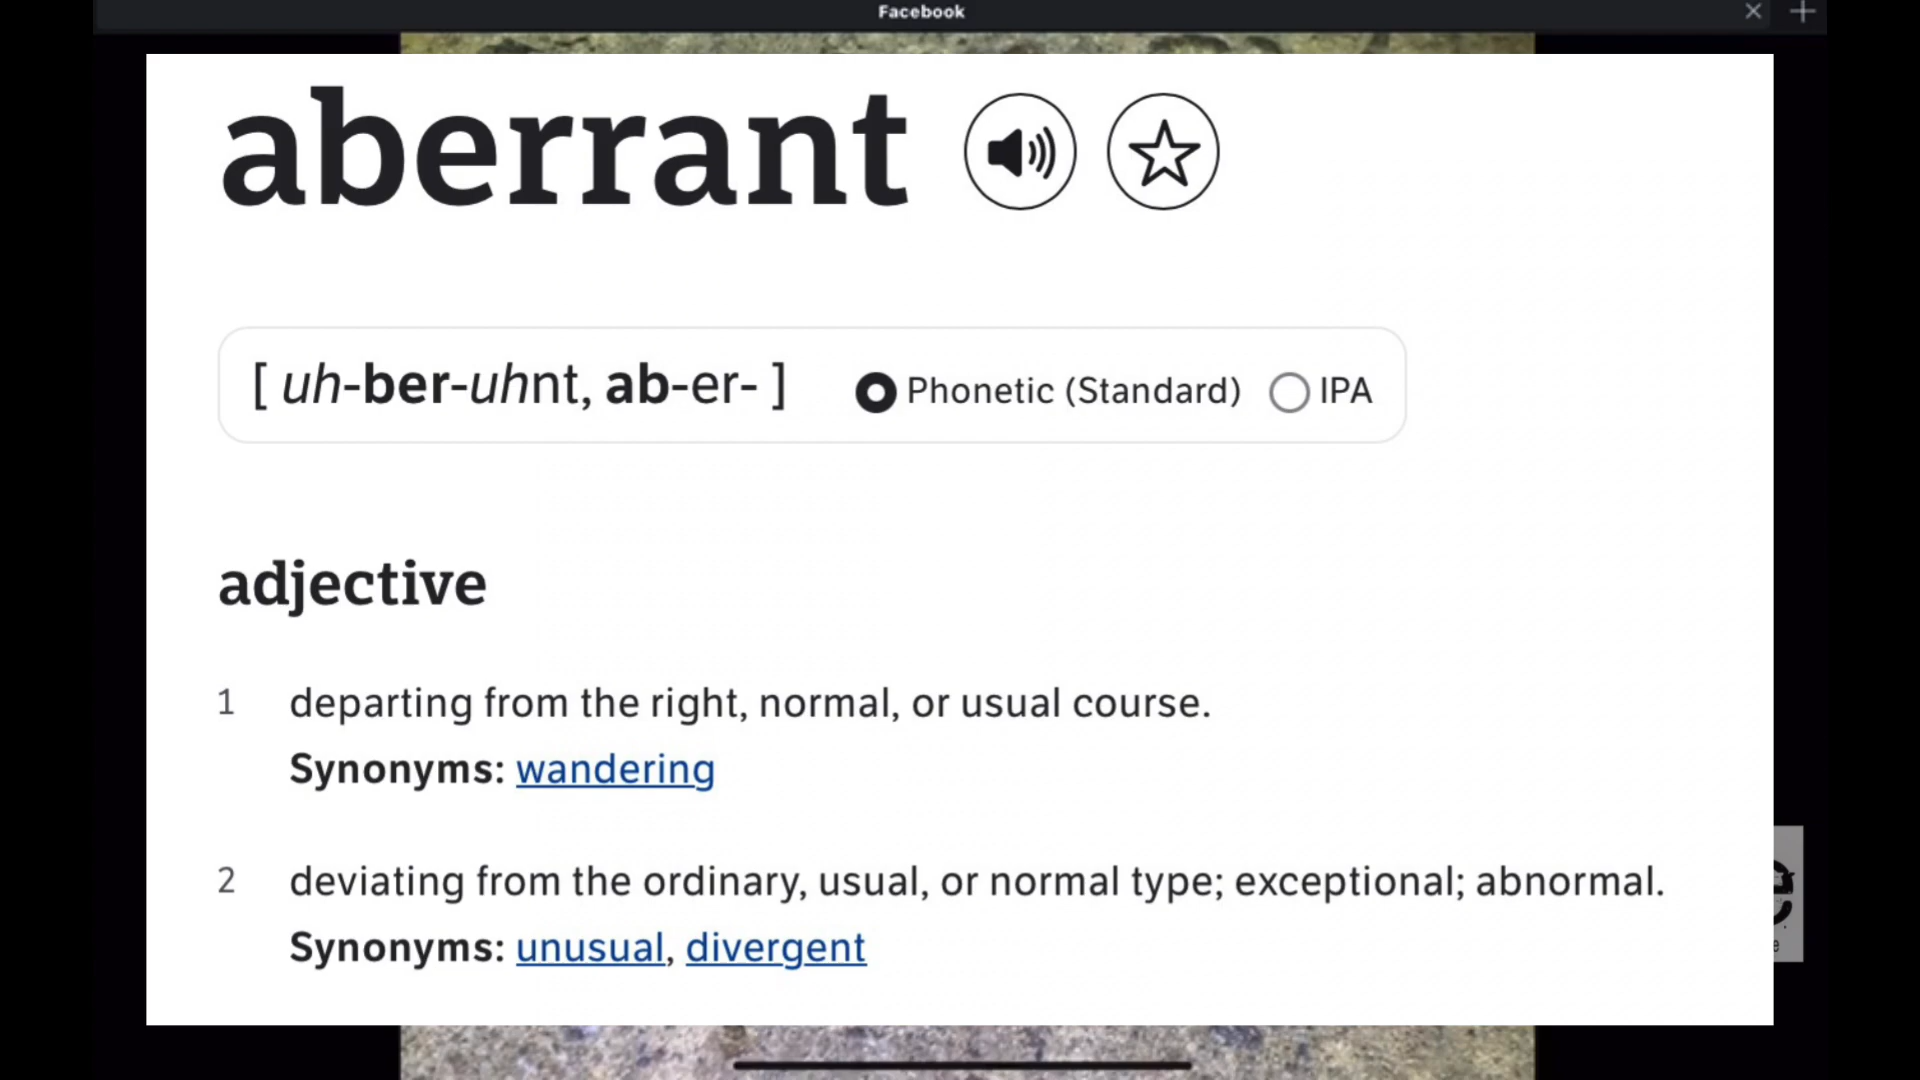 Facebook
aberrant
[ uh-ber-uhnt, ab-er- ] Phonetic (Standard) IPA
adjective
1 departing from the right, normal, or usual course.
Synonyms: wandering
2 deviating from the ordinary, usual, or normal type; exceptional; abnormal.
Synonyms: unusual, divergent
e
e